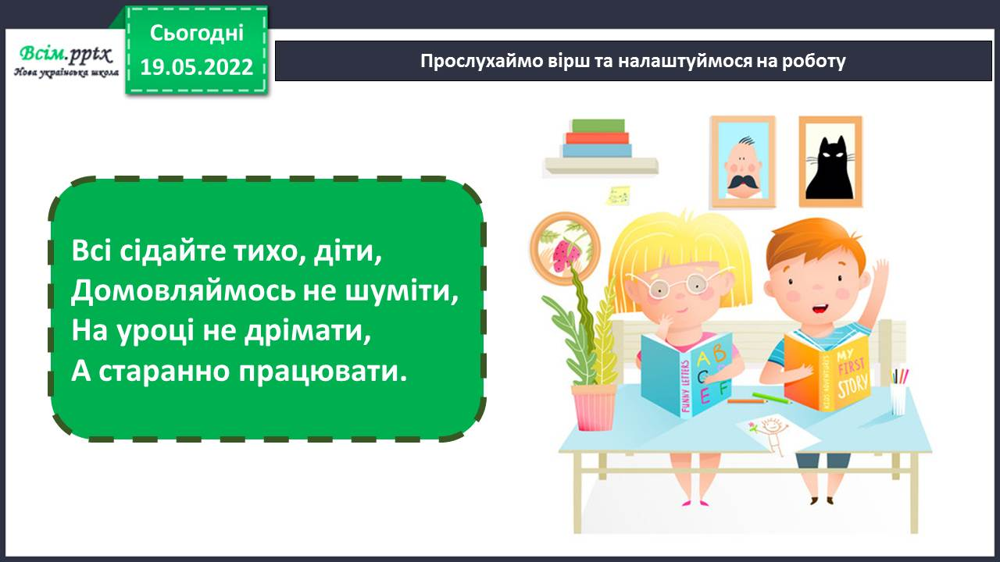 Всім.pptx
Нова українська школа
Сьогодні
19.05.2022
Прослухаймо вірш та налаштуймося на роботу
Всі сідайте тихо, діти,
Домовляймось не шуміти,
На уроці не дрімати,
А старанно працювати.
FUNNY LETTERS
A B
C
E F
KIDS ADVENTURES
MY
FIRST
STORY